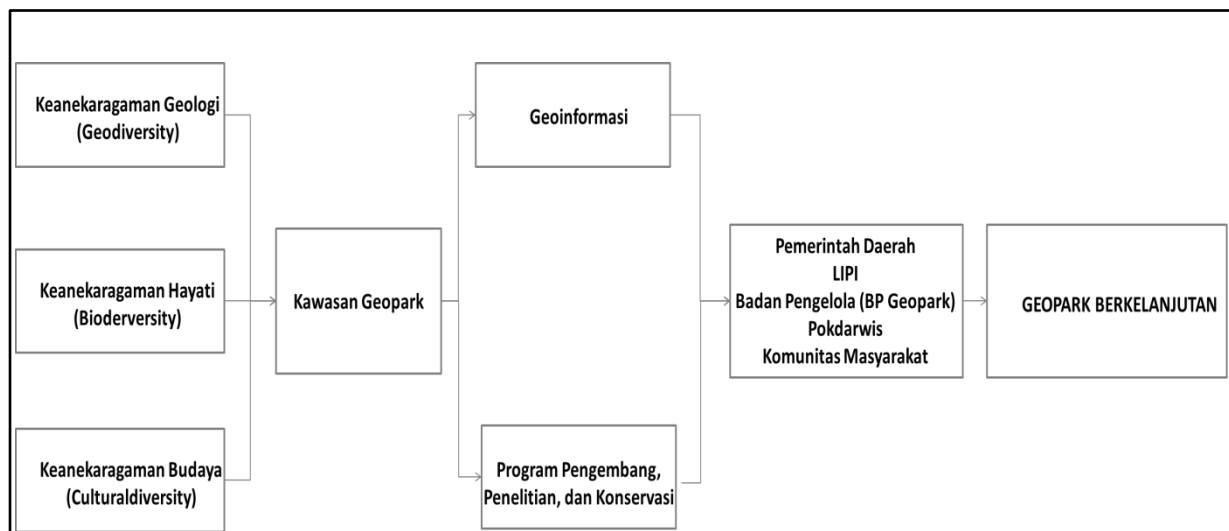 Keanekaragaman Geologi
(Geodiversity)
Keanekaragaman Hayati
(Bioderversity)
Keanekaragaman Budaya
(Culturaldiversity)
Kawasan Geopark
Geoinformasi
Program Pengembang,
Penelitian, dan Konservasi
Pemerintah Daerah
LIPI
Badan Pengelola (BP Geopark)
Pokdarwis
Komunitas Masyarakat
GEOPARK BERKELANJUTAN